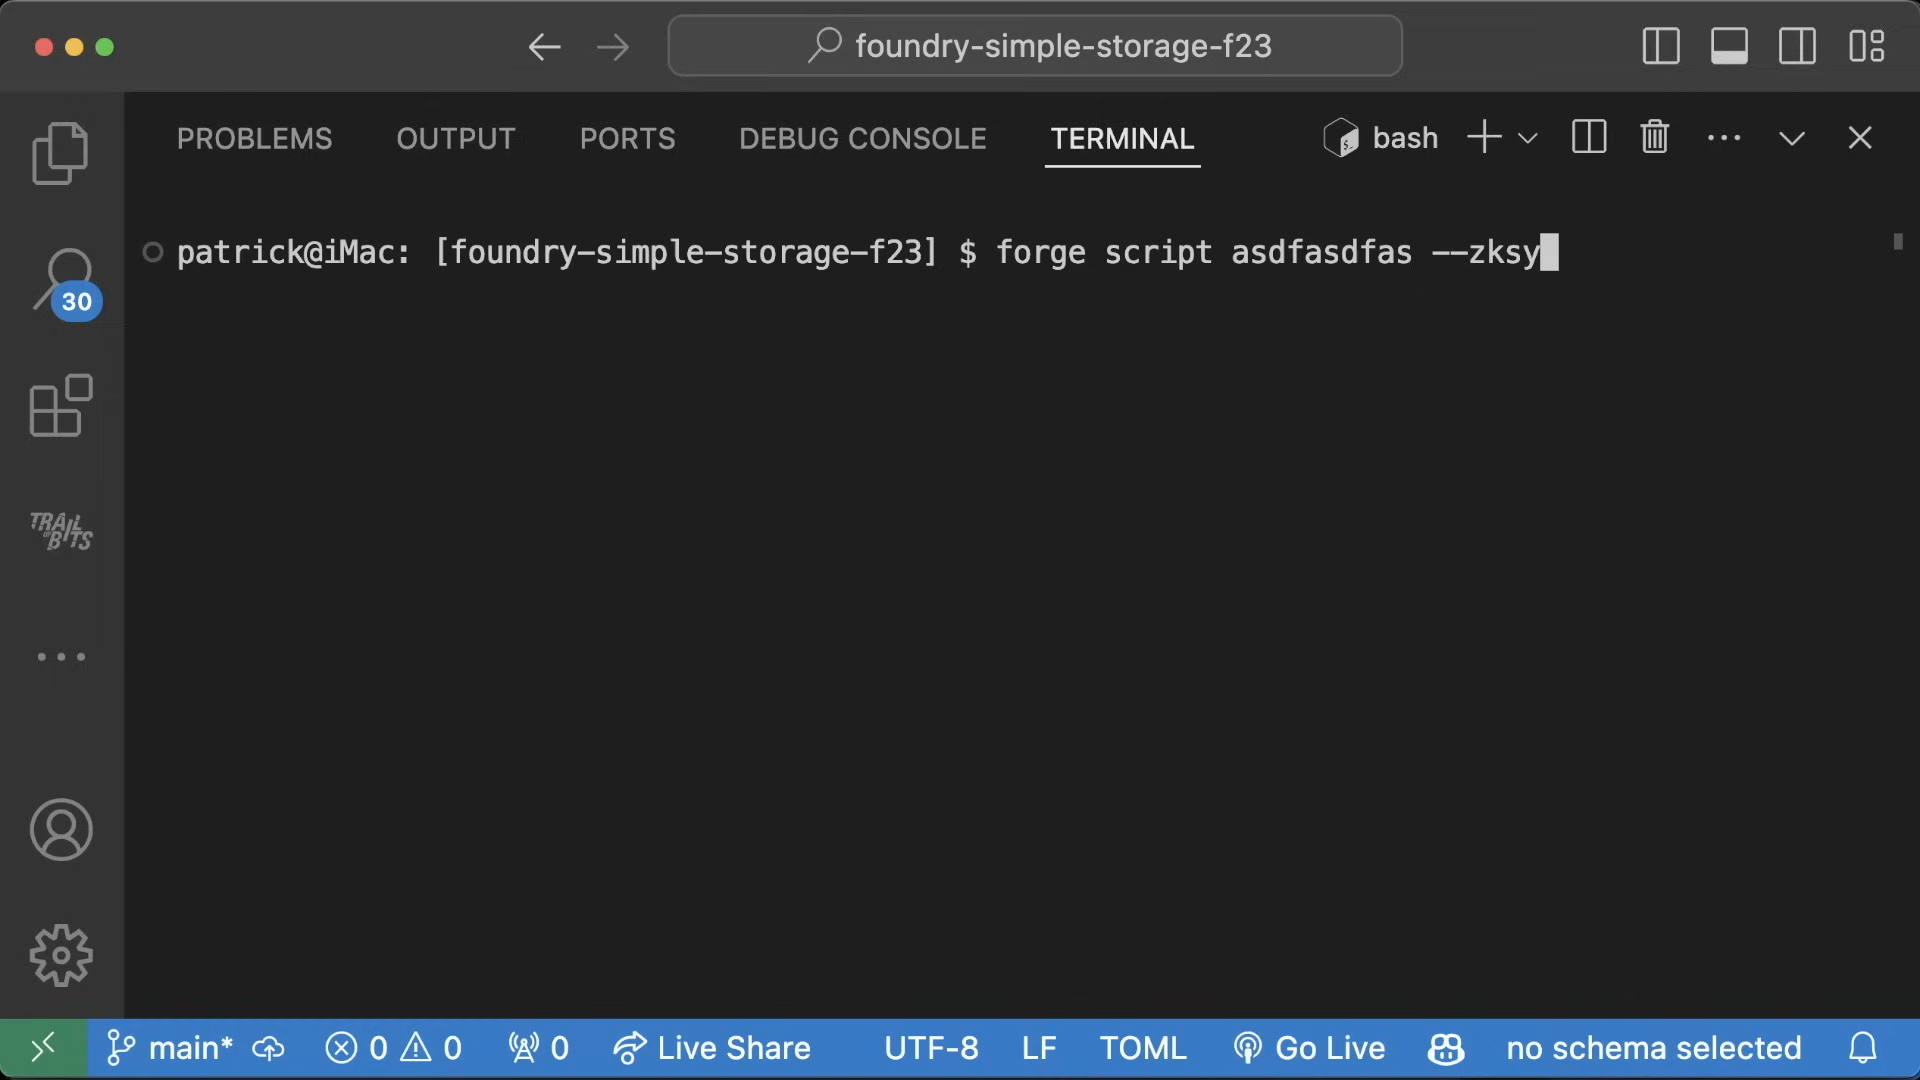 foundry-simple-storage-f23
PROBLEMS OUTPUT PORTS DEBUG CONSOLE TERMINAL bash
patrick@iMac: [foundry-simple-storage-f23] $ forge script asdfasdfas --zksy
30
TRAIL OF BITS
main* 0 0 0 Live Share UTF-8 LF TOML Go Live no schema selected